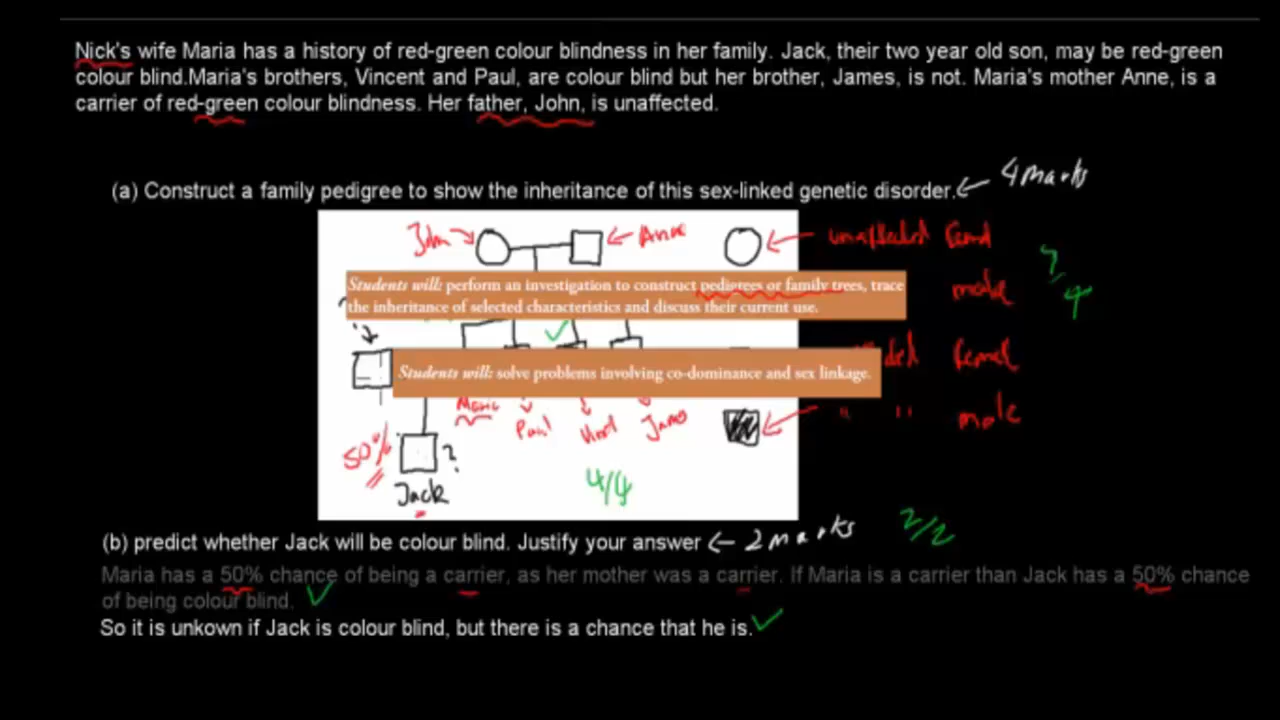 Nick's wife Maria has a history of red-green colour blindness in her family. Jack, their two year old son, may be red-green
colour blind.Maria's brothers, Vincent and Paul, are colour blind but her brother, James, is not. Maria's mother Anne, is a
carrier of red-green colour blindness. Her father, John, is unaffected.
(a) Construct a family pedigree to show the inheritance of this sex-linked genetic disorder. ← 4 marks
John Anne unaffected
Students will: perform an investigation to construct pedigrees or family trees, trace male
the inheritance of selected characteristics and discuss their current use. 4
?
Students will: solve problems involving co-dominance and sex linkage.
Maria Paul male
50% ?
Jack 4/4
(b) predict whether Jack will be colour blind. Justify your answer ← 2 marks 2/2
Maria has a 50% chance of being a carrier, as her mother was a carrier. If Maria is a carrier than Jack has a 50% chance
of being colour blind.
So it is unkown if Jack is colour blind, but there is a chance that he is.